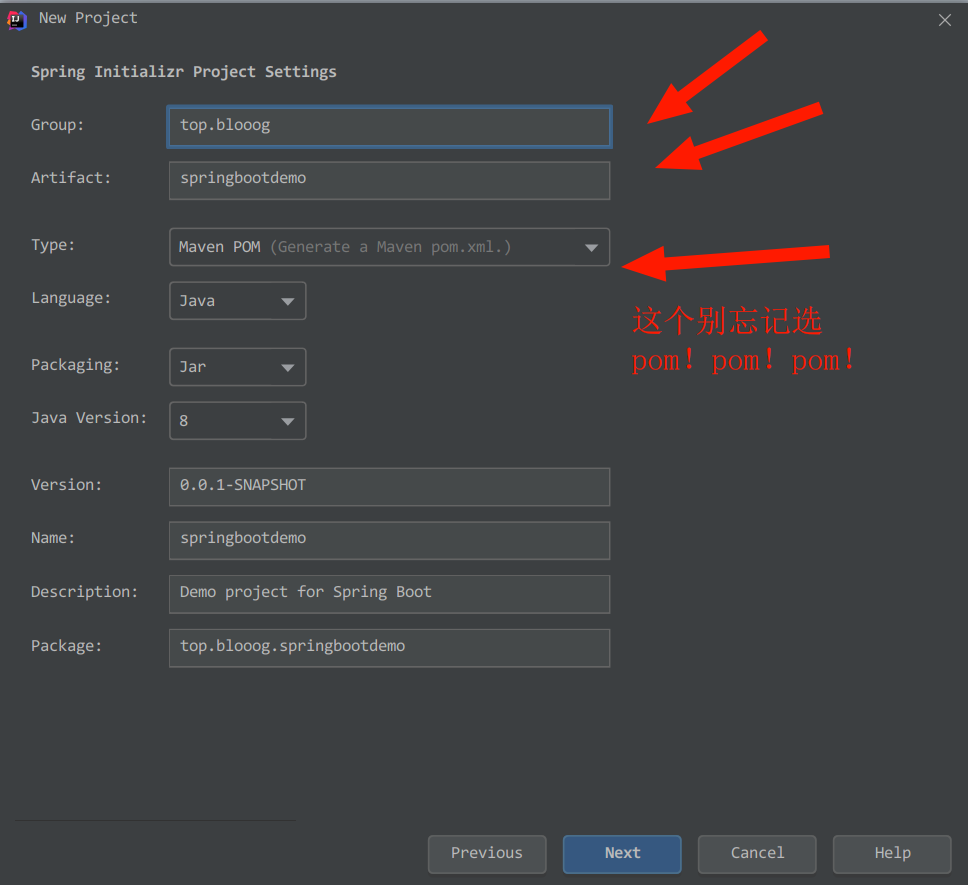 New Project
Spring Initializr Project Settings
Group: top.blooog
Artifact: springbootdemo
Type: Maven POM (Generate a Maven pom.xml.)
这个别忘记选
pom！pom！pom！
Language: Java
Packaging: Jar
Java Version: 8
Version: 0.0.1-SNAPSHOT
Name: springbootdemo
Description: Demo project for Spring Boot
Package: top.blooog.springbootdemo
Previous Next Cancel Help